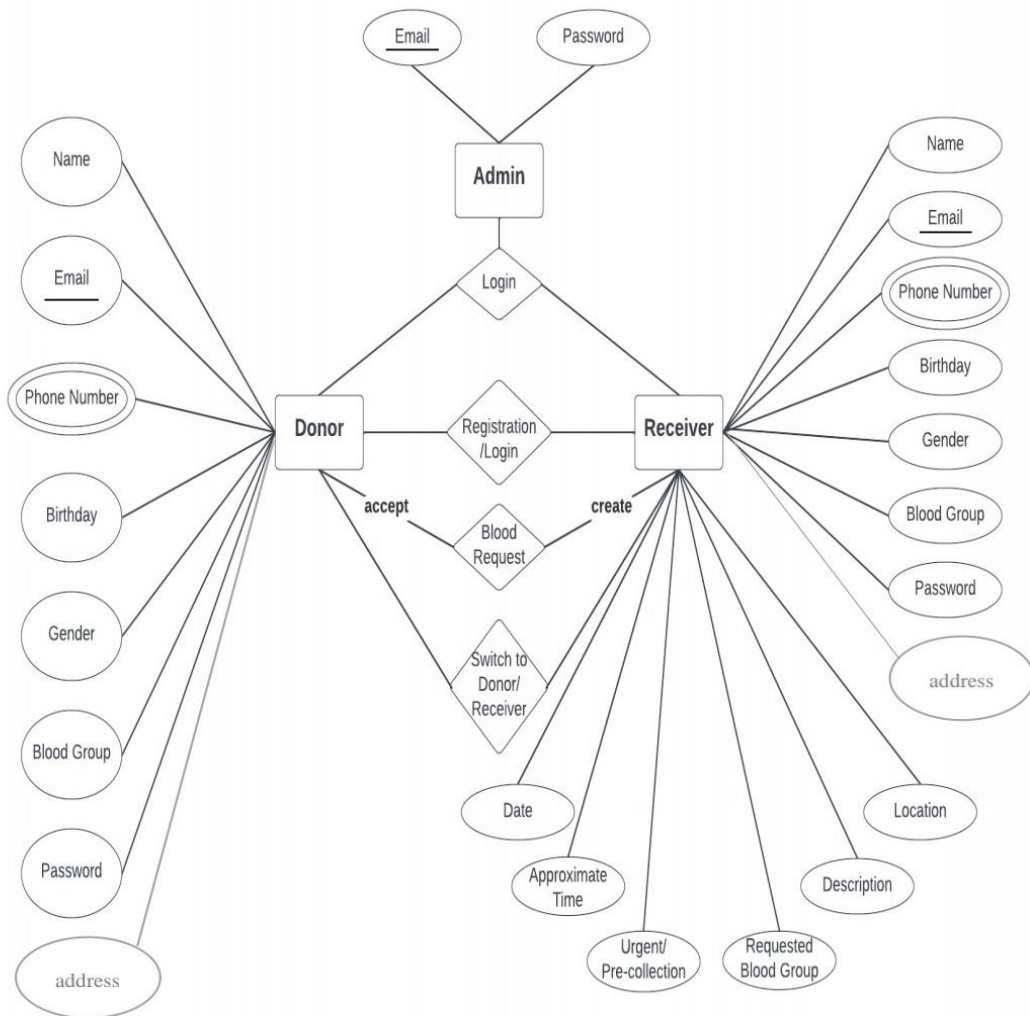 Email
Password
Admin
Login
Name
Email
Phone Number
Birthday
Gender
Blood Group
Password
address
Donor
Registration
/Login
Receiver
accept
create
Blood
Request
Switch to
Donor/
Receiver
Name
Email
Phone Number
Birthday
Gender
Blood Group
Password
address
Date
Approximate
Time
Urgent/
Pre-collection
Requested
Blood Group
Description
Location